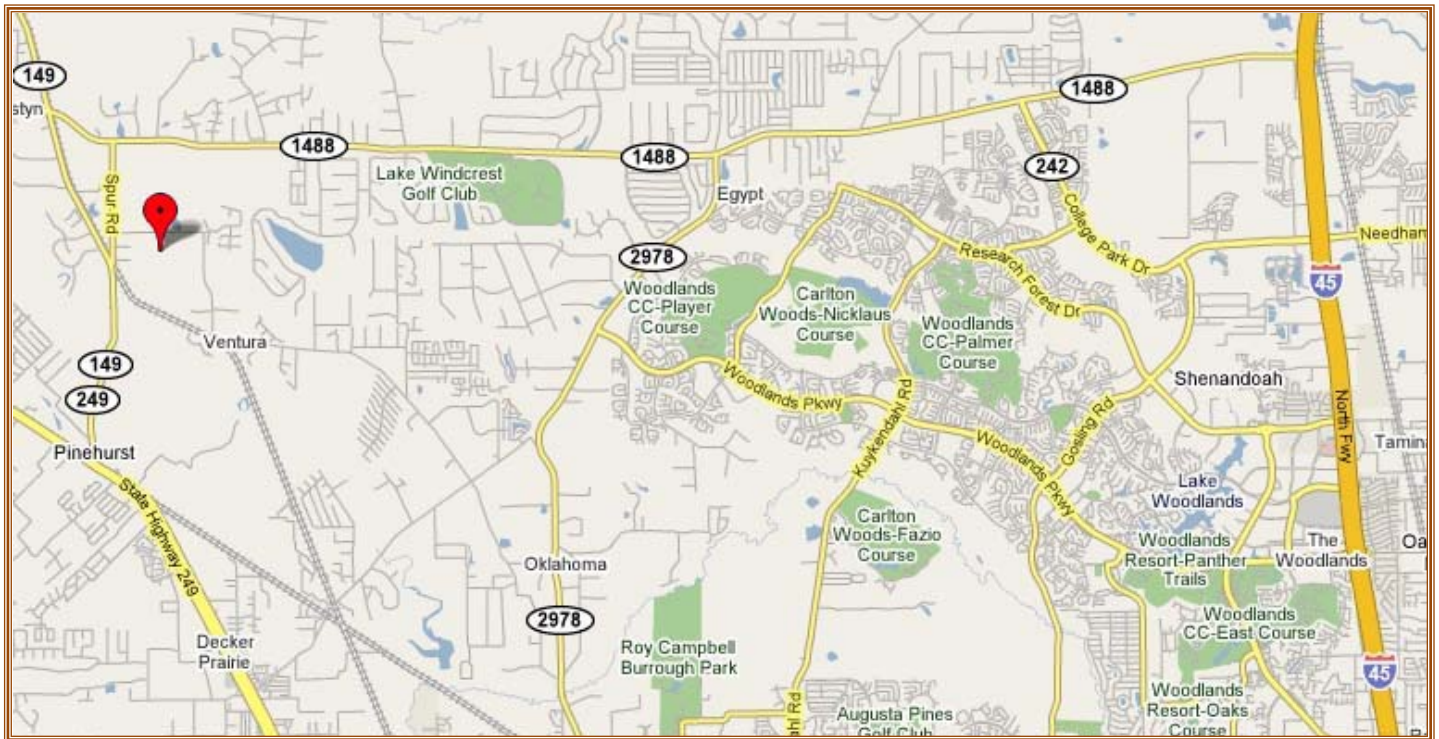 149
styn
1488
1488
1488
242
Spur Rd
Lake Windcrest
Golf Club
Egypt
College Park Dr
Needham
2978
Research Forest Dr
45
Woodlands
CC-Player
Course
Carlton
Woods-Nicklaus
Course
Woodlands
CC-Palmer
Course
Ventura
149
249
Shenandoah
Woodlands Pkwy
Kuykendahl Rd
Gosling Rd
North Fwy
Pinehurst
Woodlands Pkwy
Tamina
State Highway 249
Lake
Woodlands
Carlton
Woods-Fazio
Course
Oklahoma
Woodlands
Resort-Panther
Trails
The
Woodlands
Oa
2978
Woodlands
CC-East Course
Decker
Prairie
Roy Campbell
Burrough Park
45
Woodlands
Resort-Oaks
Course
ahl Rd
Augusta Pines
Golf Club